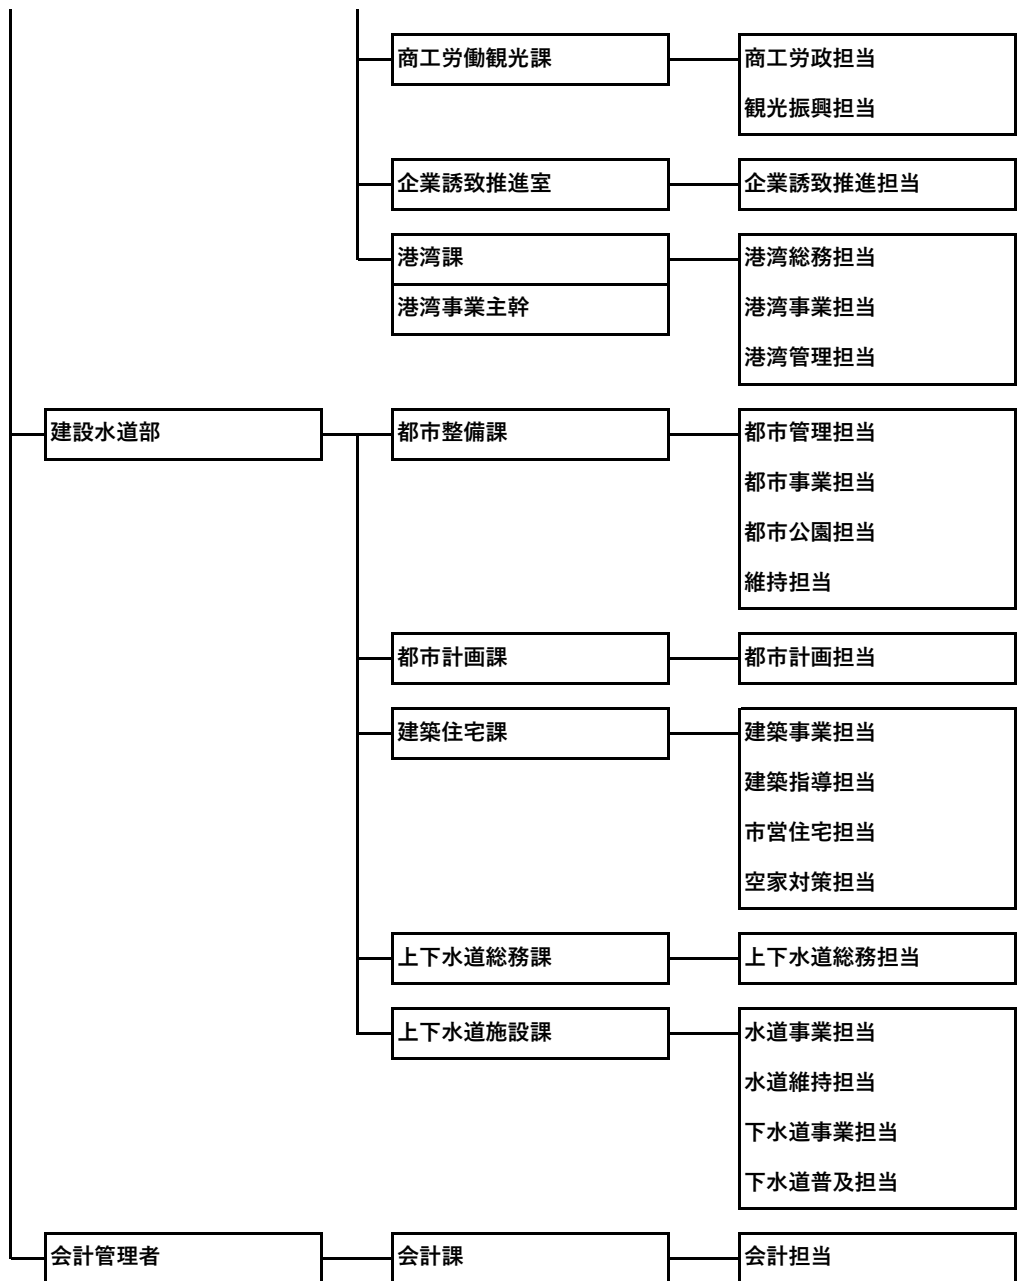 商工労働観光課
商工労政担当
観光振興担当
企業誘致推進室
企業誘致推進担当
港湾課
港湾事業主幹
港湾総務担当
港湾事業担当
港湾管理担当
建設水道部
都市整備課
都市管理担当
都市事業担当
都市公園担当
維持担当
都市計画課
都市計画担当
建築住宅課
建築事業担当
建築指導担当
市営住宅担当
空家対策担当
上下水道総務課
上下水道総務担当
上下水道施設課
水道事業担当
水道維持担当
下水道事業担当
下水道普及担当
会計管理者
会計課
会計担当